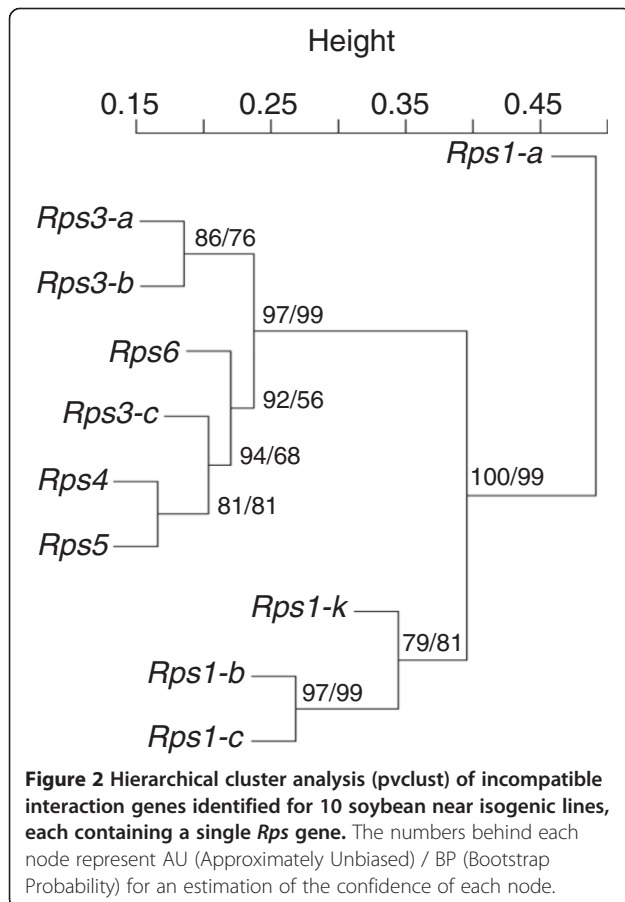 Height
0.15 0.25 0.35 0.45
Rps1-a
Rps3-a
86/76
Rps3-b
97/99
Rps6
92/56
Rps3-c
94/68
Rps4
100/99
81/81
Rps5
Rps1-k
79/81
Rps1-b
97/99
Rps1-c
Figure 2 Hierarchical cluster analysis (pvclust) of incompatible
interaction genes identified for 10 soybean near isogenic lines,
each containing a single Rps gene. The numbers behind each
node represent AU (Approximately Unbiased) / BP (Bootstrap
Probability) for an estimation of the confidence of each node.